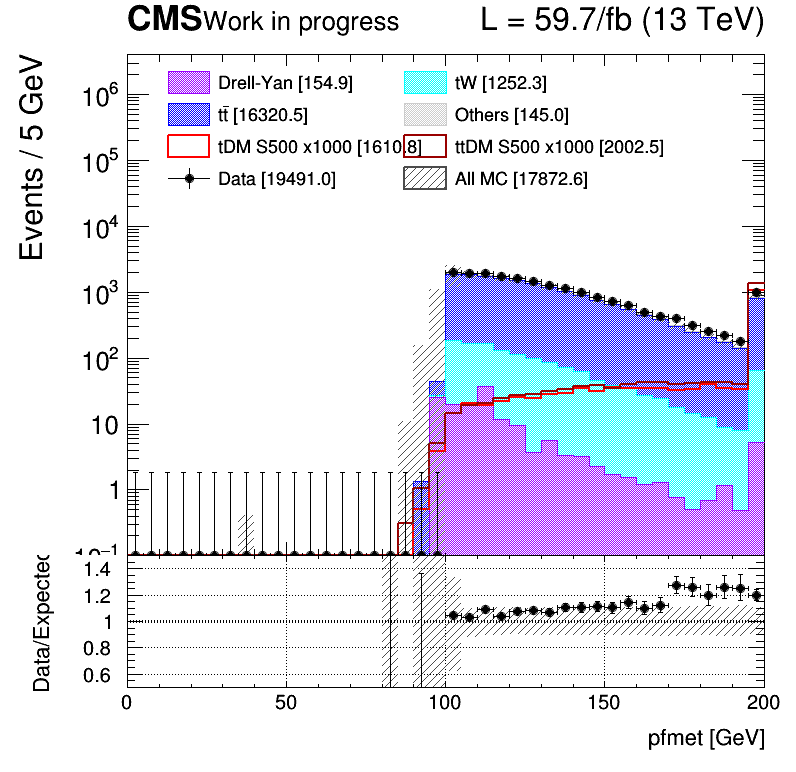 CMS Work in progress L = 59.7/fb (13 TeV)
Events / 5 GeV
Drell-Yan [154.9] tW [1252.3]
tt̄ [16320.5] Others [145.0]
tDM S500 x1000 [1610.8] ttDM S500 x1000 [2002.5]
Data [19491.0] All MC [17872.6]
10⁶
10⁵
10⁴
10³
10²
10
1
10⁻¹
Data/Expected
1.4
1.2
1
0.8
0.6
0 50 100 150 200
pfmet [GeV]